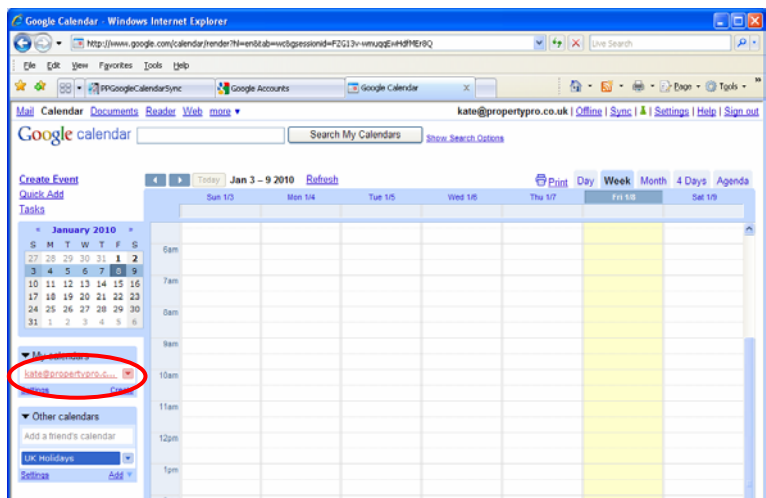 Google Calendar - Windows Internet Explorer
Live Search
File Edit View Favorites Tools Help
PPGoogleCalendarSync Google Accounts Google Calendar x Page Tools
Mail Calendar Documents Reader Web more ▼ kate@propertypro.co.uk | Offline | Sync | Settings | Help | Sign out
Google calendar Search My Calendars Show Search Options
Create Event Today Jan 3 – 9 2010 Refresh Print Day Week Month 4 Days Agenda
Quick Add Sun 1/3 Mon 1/4 Tue 1/5 Wed 1/6 Thu 1/7 Fri 1/8 Sat 1/9
Tasks
« January 2010 »
S M T W T F S
27 28 29 30 31 1 2
3 4 5 6 7 8 9
10 11 12 13 14 15 16
17 18 19 20 21 22 23
24 25 26 27 28 29 30
31 1 2 3 4 5 6
6am
7am
8am
9am
10am
11am
12pm
1pm
My calendars
kate@propertypro.c...
Settings Create
Other calendars
Add a friend's calendar
UK Holidays
Settings Add